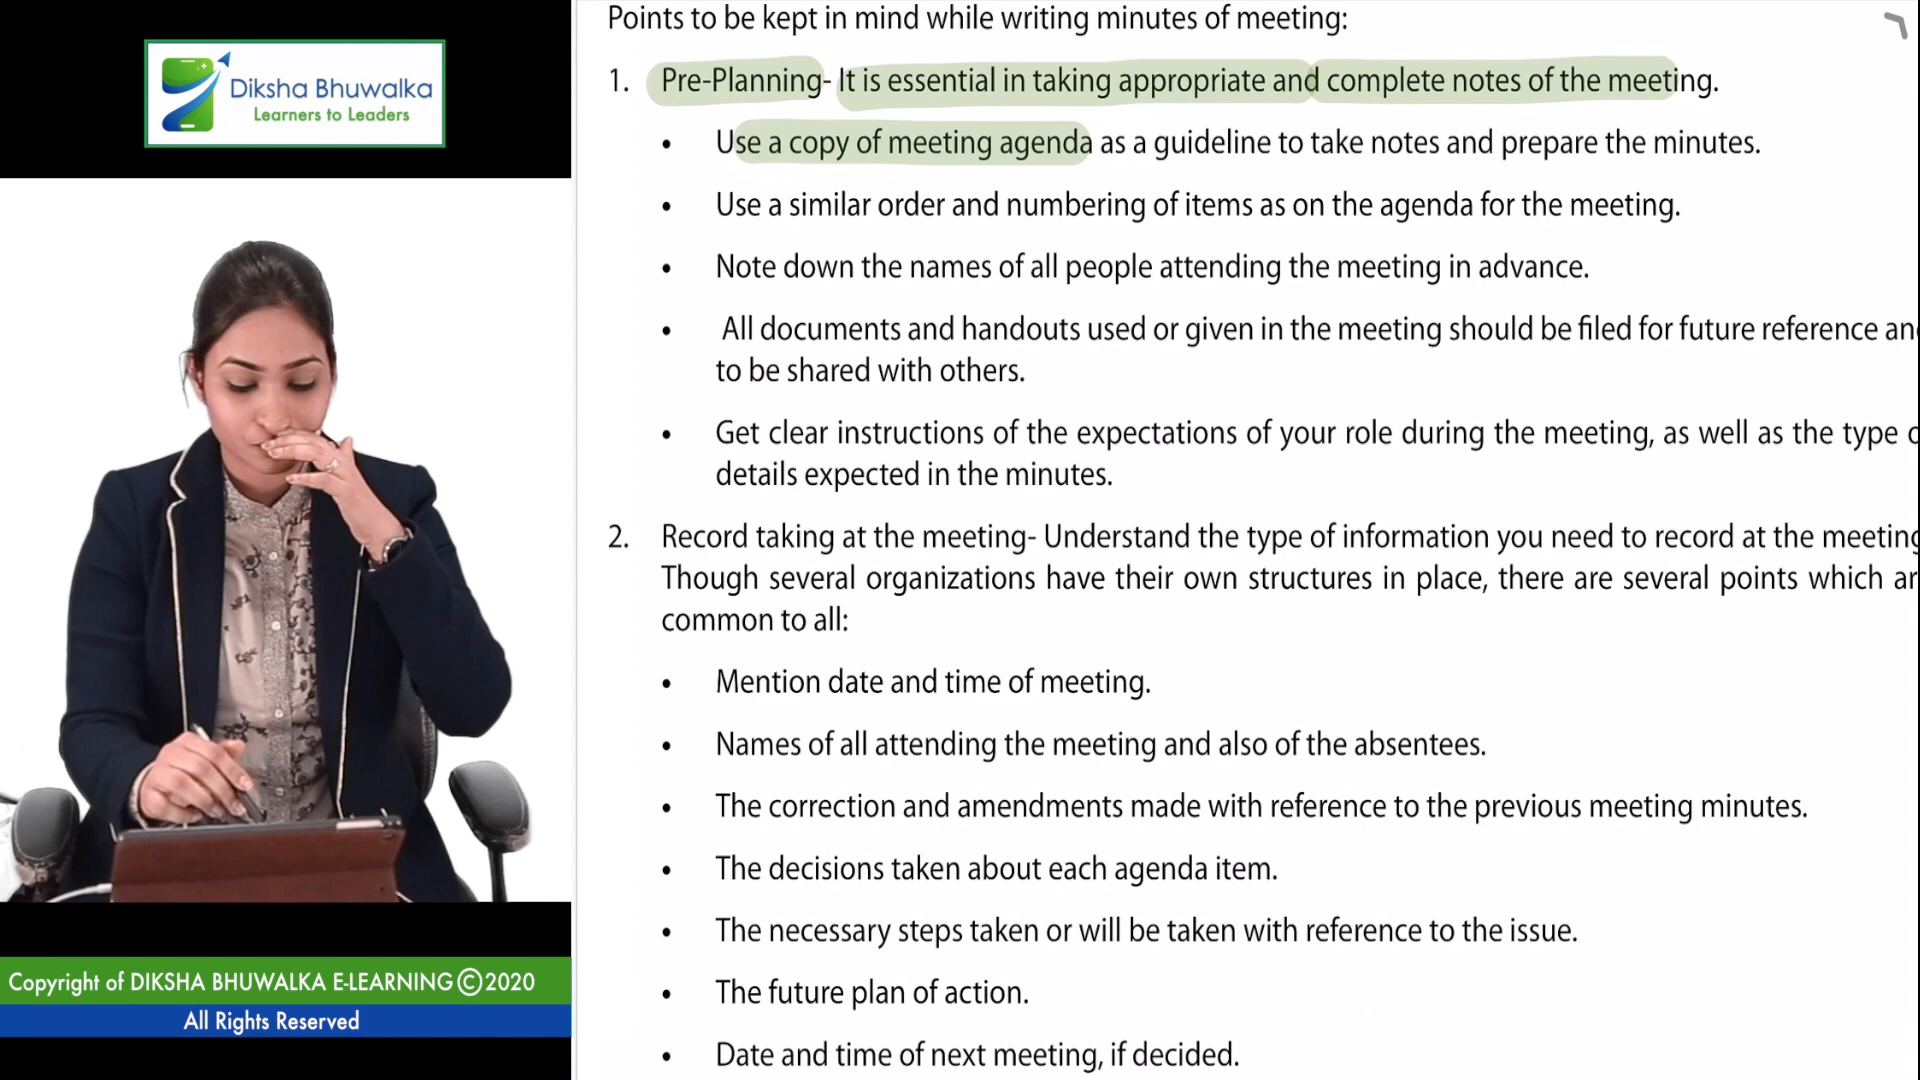 Diksha Bhuwalka
Learners to Leaders
Copyright of DIKSHA BHUWALKA E-LEARNING ©2020
All Rights Reserved
Points to be kept in mind while writing minutes of meeting:
1. Pre-Planning- It is essential in taking appropriate and complete notes of the meeting.
• Use a copy of meeting agenda as a guideline to take notes and prepare the minutes.
• Use a similar order and numbering of items as on the agenda for the meeting.
• Note down the names of all people attending the meeting in advance.
• All documents and handouts used or given in the meeting should be filed for future reference an
to be shared with others.
• Get clear instructions of the expectations of your role during the meeting, as well as the type
details expected in the minutes.
2. Record taking at the meeting- Understand the type of information you need to record at the meeting
Though several organizations have their own structures in place, there are several points which ar
common to all:
• Mention date and time of meeting.
• Names of all attending the meeting and also of the absentees.
• The correction and amendments made with reference to the previous meeting minutes.
• The decisions taken about each agenda item.
• The necessary steps taken or will be taken with reference to the issue.
• The future plan of action.
• Date and time of next meeting, if decided.